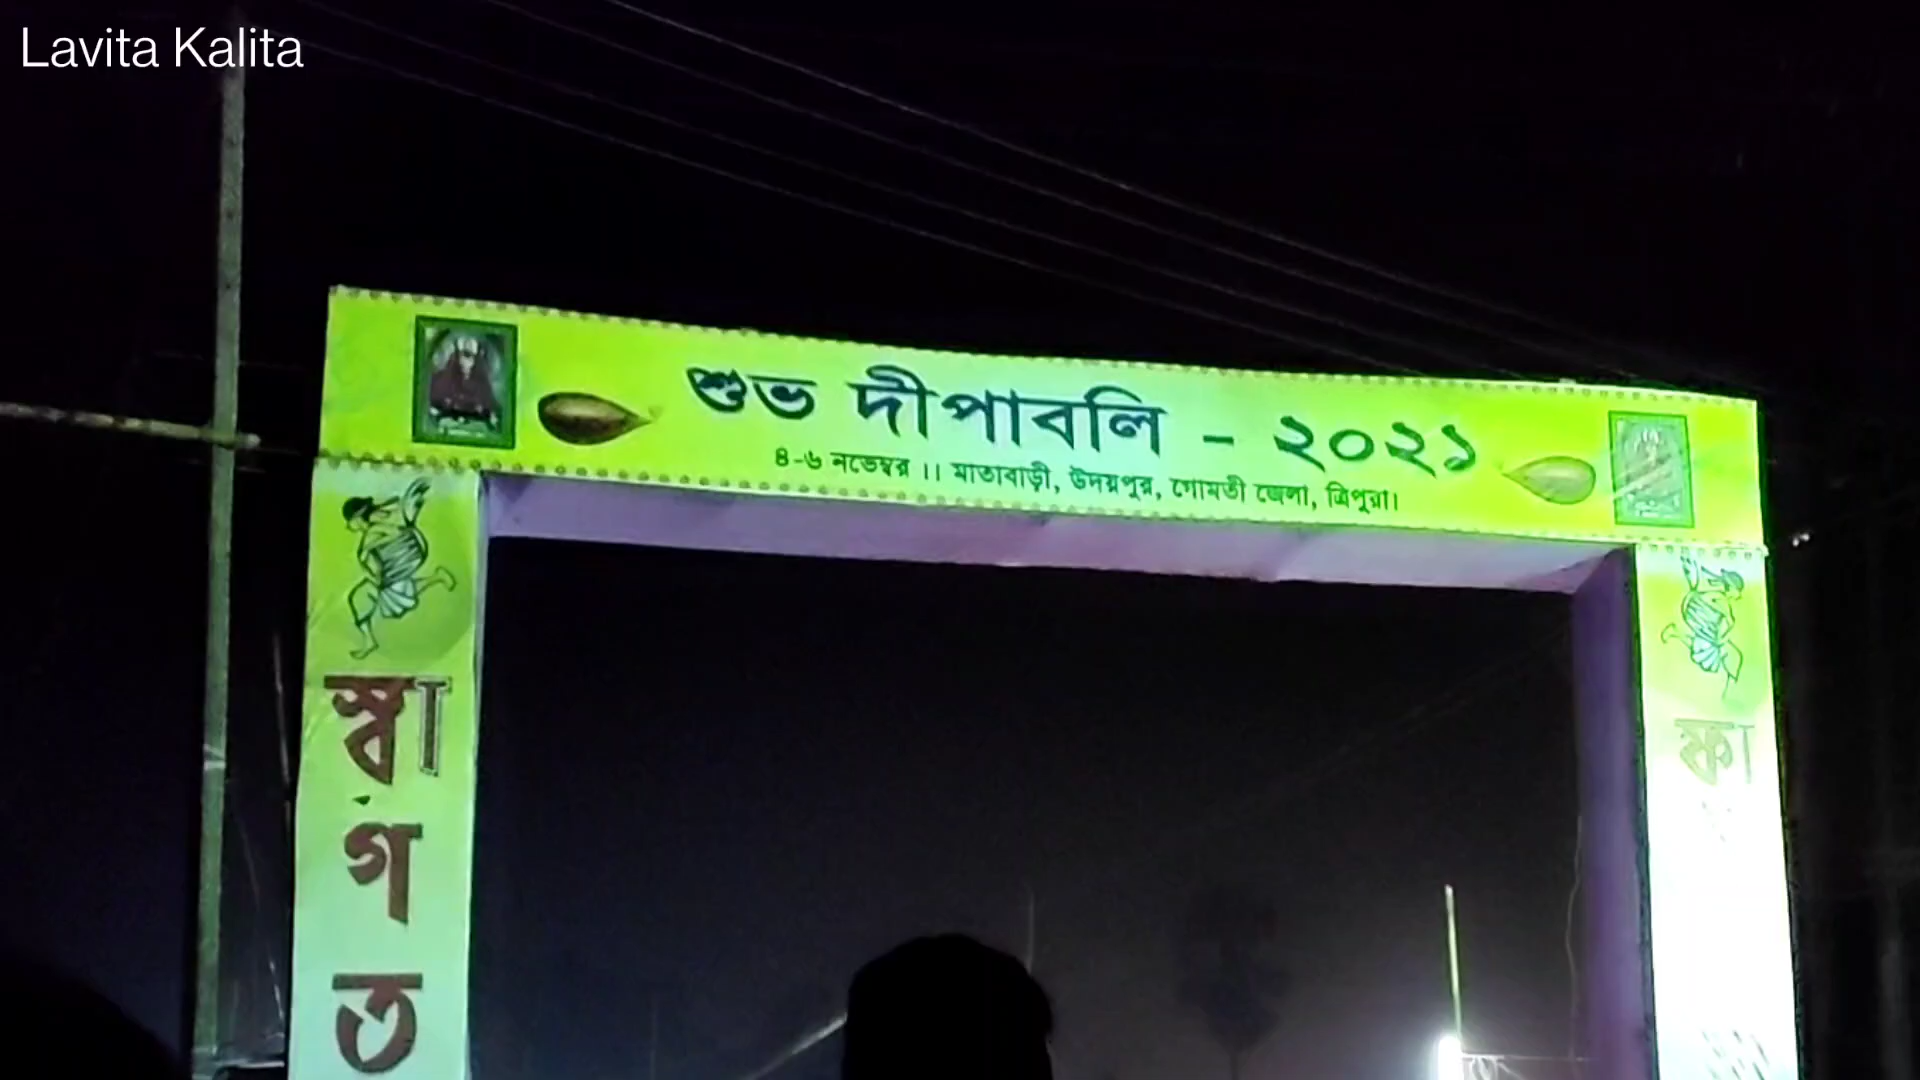 Lavita Kalita
শুভ দীপাবলি - ২০২১
৪-৬ নভেম্বর ।। মাতাবাড়ী, উদয়পুর, গোমতী জেলা, ত্রিপুরা।
স্বা
গ
ত